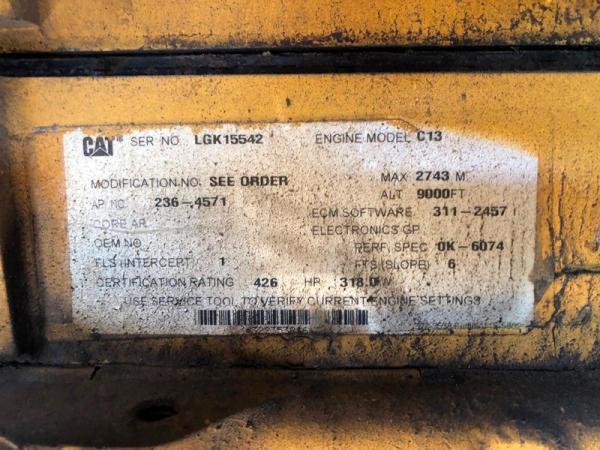 CAT SER NO. LGK15542 ENGINE MODEL C13
MODIFICATION NO. SEE ORDER MAX 2743 M
ALT 9000FT
AR NO. 236-4571
ECM SOFTWARE 311-2457
CORE AR
ELECTRONICS GP
OEM NO PERF. SPEC 0K-6074
FLS (INTERCEPT) 1 FTS (SLOPE) 6
CERTIFICATION RATING 426 HP 318.0
USE SERVICE TOOL TO VERIFY CURRENT ENGINE SETTINGS